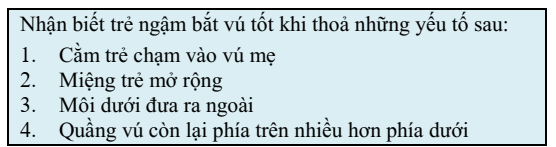 Nhận biết trẻ ngậm bắt vú tốt khi thoả những yếu tố sau:
1. Cằm trẻ chạm vào vú mẹ
2. Miệng trẻ mở rộng
3. Môi dưới đưa ra ngoài
4. Quầng vú còn lại phía trên nhiều hơn phía dưới